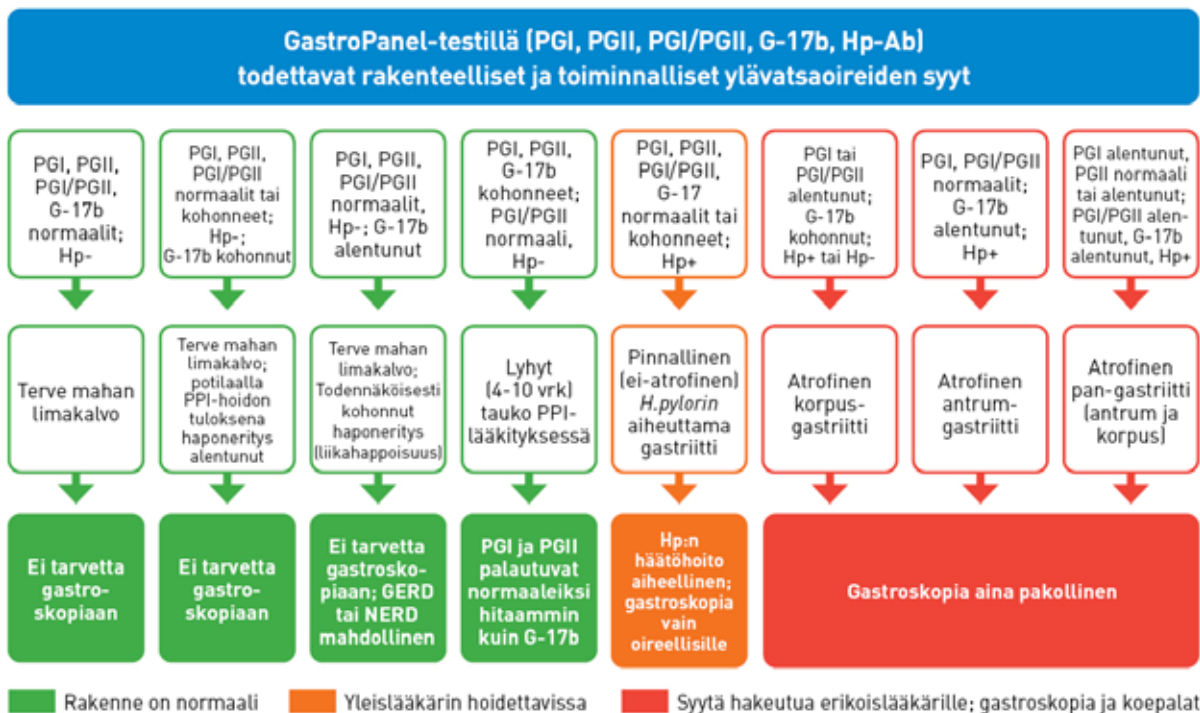 GastroPanel-testillä (PGI, PGII, PGI/PGII, G-17b, Hp-Ab)
todettavat rakenteelliset ja toiminnalliset ylävatsaoireiden syyt
PGI, PGII,
PGI/PGII,
G-17b
normaalit;
Hp-
PGI, PGII,
PGI/PGII
normaalit tai
kohonneet;
Hp-;
G-17b kohonnut
PGI, PGII,
PGI/PGII
normaalit,
Hp-; G-17b
alentunut
PGI, PGII,
G-17b
kohonneet;
PGI/PGII
normaali,
Hp-
PGI, PGII,
PGI/PGII,
G-17
normaalit tai
kohonneet;
Hp+
PGI tai
PGI/PGII
alentunut;
G-17b
kohonnut;
Hp+ tai Hp-
PGI, PGI/PGII
normaalit;
G-17b
alentunut;
Hp+
PGI alentunut,
PGII normaali
tai alentunut;
PGI/PGII alen-
tunut, G-17b
alentunut, Hp+
Terve mahan
limakalvo
Terve mahan
limakalvo;
potilaalla
PPI-hoidon
tuloksena
haponeritys
alentunut
Terve mahan
limakalvo;
Todennäköisesti
kohonnut
haponeritys
(liikahappoisuus)
Lyhyt
(4-10 vrk)
tauko PPI-
lääkityksessä
Pinnallinen
(ei-atrofinen)
H.pylorin
aiheuttama
gastriitti
Atrofinen
korpus-
gastriitti
Atrofinen
antrum-
gastriitti
Atrofinen
pan-gastriitti
(antrum ja
korpus)
Ei tarvetta
gastro-
skopiaan
Ei tarvetta
gastro-
skopiaan
Ei tarvetta
gastrosko-
piaan; GERD
tai NERD
mahdollinen
PGI ja PGII
palautuvat
normaaleiksi
hitaammin
kuin G-17b
Hp:n
häätöhoito
aiheellinen;
gastroskopia
vain
oireellisille
Gastroskopia aina pakollinen
Rakenne on normaali
Yleislääkärin hoidettavissa
Syytä hakeutua erikoislääkärille; gastroskopia ja koepalat